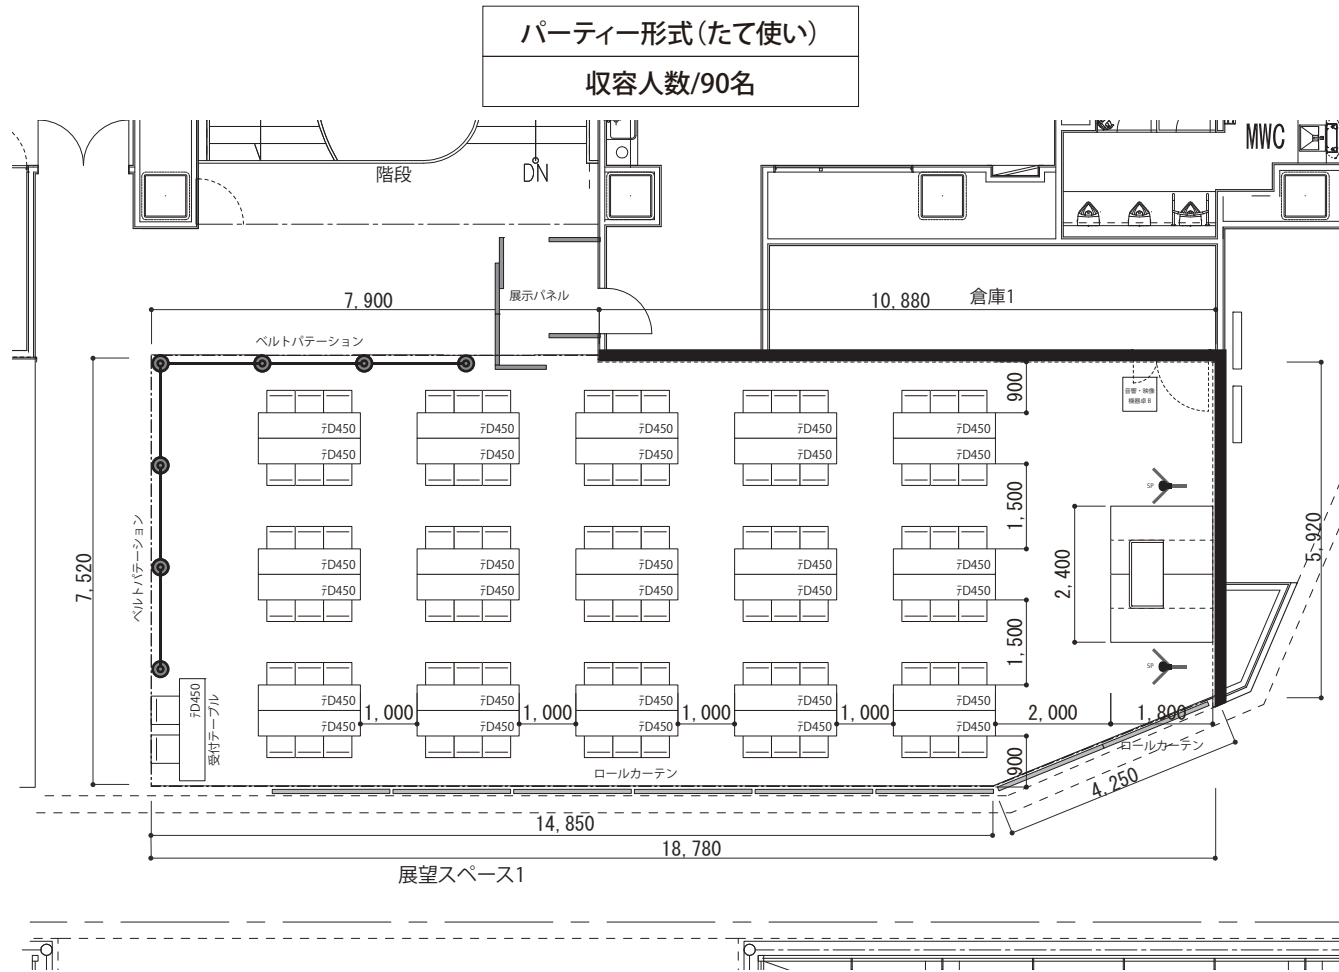 パーティー形式（たて使い）
収容人数/90名
階段
DN
MWC
7,900
展示パネル
10,880
倉庫1
ベルトパテーション
900
音響・映像
機器卓B
ﾃD450 ﾃD450 ﾃD450 ﾃD450 ﾃD450
ﾃD450 ﾃD450 ﾃD450 ﾃD450 ﾃD450
SP
1,500
5,920
ベルトパテーション
7,520
ﾃD450 ﾃD450 ﾃD450 ﾃD450 ﾃD450
ﾃD450 ﾃD450 ﾃD450 ﾃD450 ﾃD450
2,400
1,500
SP
ﾃD450
受付テーブル
ﾃD450 ﾃD450 ﾃD450 ﾃD450 ﾃD450
ﾃD450 ﾃD450 ﾃD450 ﾃD450 ﾃD450
1,000 1,000 1,000 1,000 2,000 1,800
ロールカーテン
900
ロールカーテン
4,250
14,850
18,780
展望スペース1